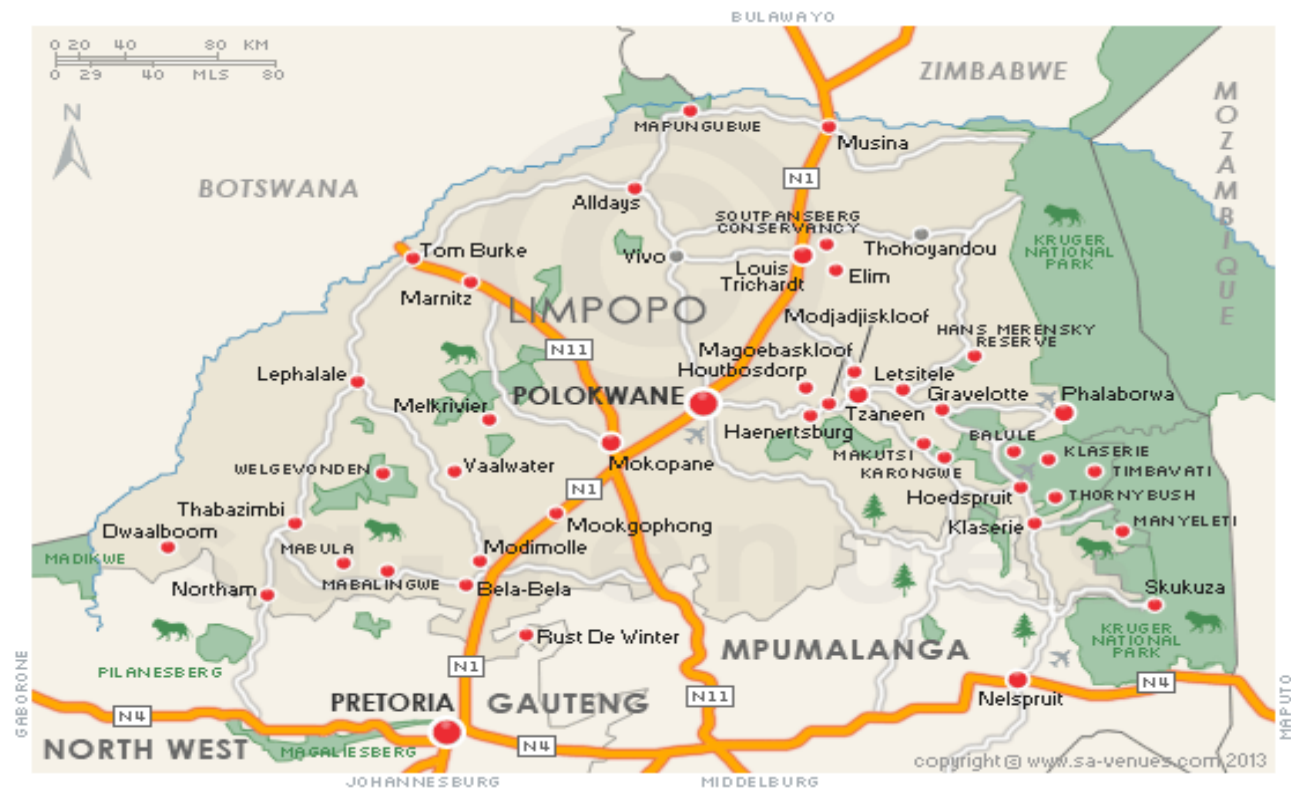 BULAWAYO
0 20 40 80 KM
0 29 40 MLS 80
N
ZIMBABWE
MOZAMBIQUE
MAPUNGUBWE
Musina
BOTSWANA
N1
Alldays
SOUTPANSBERG
CONSERVANCY
Thohoyandou
KRUGER
NATIONAL
PARK
Tom Burke
Vivo
Louis
Trichardt
Elim
Marnitz
LIMPOPO
Modjadjiskloof
HANS MERENSKY
RESERVE
N11
Magoebaskloof
Houtbosdorp
Letsitele
Lephalale
POLOKWANE
Gravelotte
Phalaborwa
Melkrivier
Tzaneen
Haenertsburg
BALULE
MAKUTSI
KLASERIE
WELGEVONDEN
Vaalwater
Mokopane
KARONGWE
TIMBAVATI
N1
Hoedspruit
THORNYBUSH
Thabazimbi
Mookgophong
Klaserie
MANYELETI
Dwaalboom
MADIKWE
MABULA
Modimolle
sa-venues
Northam
MABALINGWE
Bela-Bela
Skukuza
Rust De Winter
KRUGER
NATIONAL
PARK
MPUMALANGA
PILANESBERG
N1
GABORONE
N4
PRETORIA
GAUTENG
N11
Nelspruit
N4
MAPUTO
NORTH WEST
MAGALIESBERG
N4
copyright © www.sa-venues.com 2013
JOHANNESBURG
MIDDELBURG